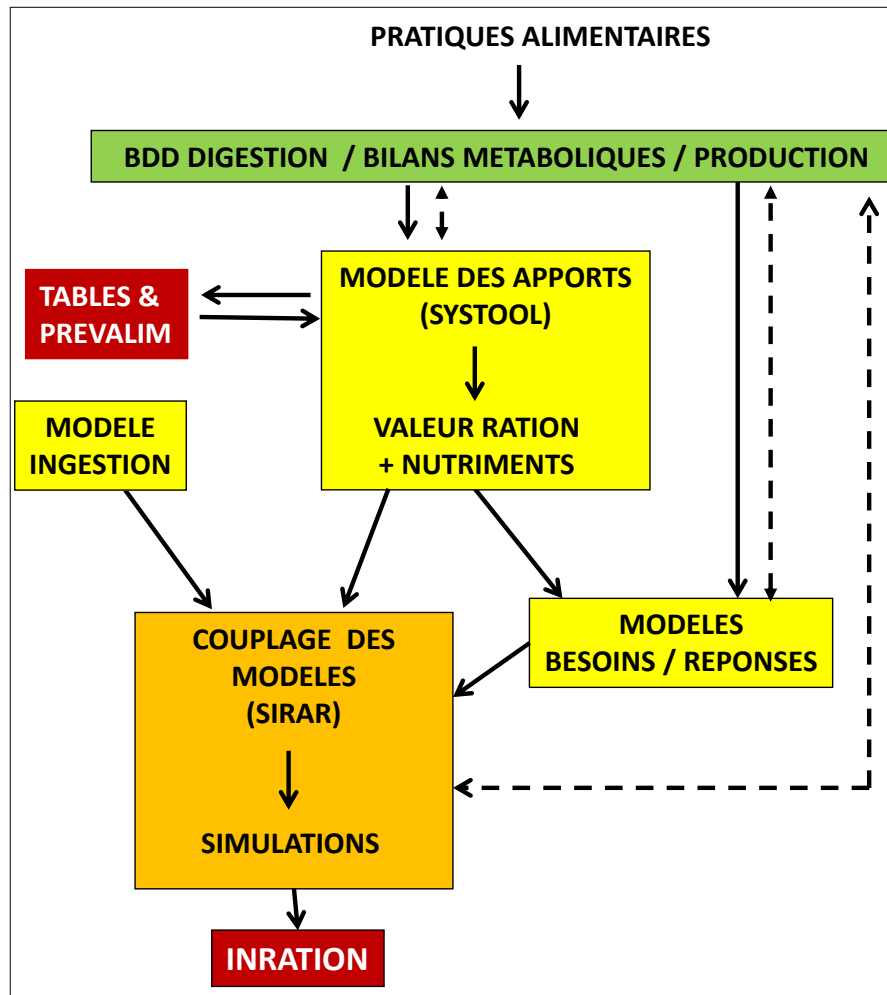 PRATIQUES ALIMENTAIRES
BDD DIGESTION / BILANS METABOLIQUES / PRODUCTION
MODELE DES APPORTS
(SYSTOOL)
TABLES &
PREVALIM
VALEUR RATION
+ NUTRIMENTS
MODELE
INGESTION
MODELES
BESOINS / REPONSES
COUPLAGE DES
MODELES
(SIRAR)
SIMULATIONS
INRATION